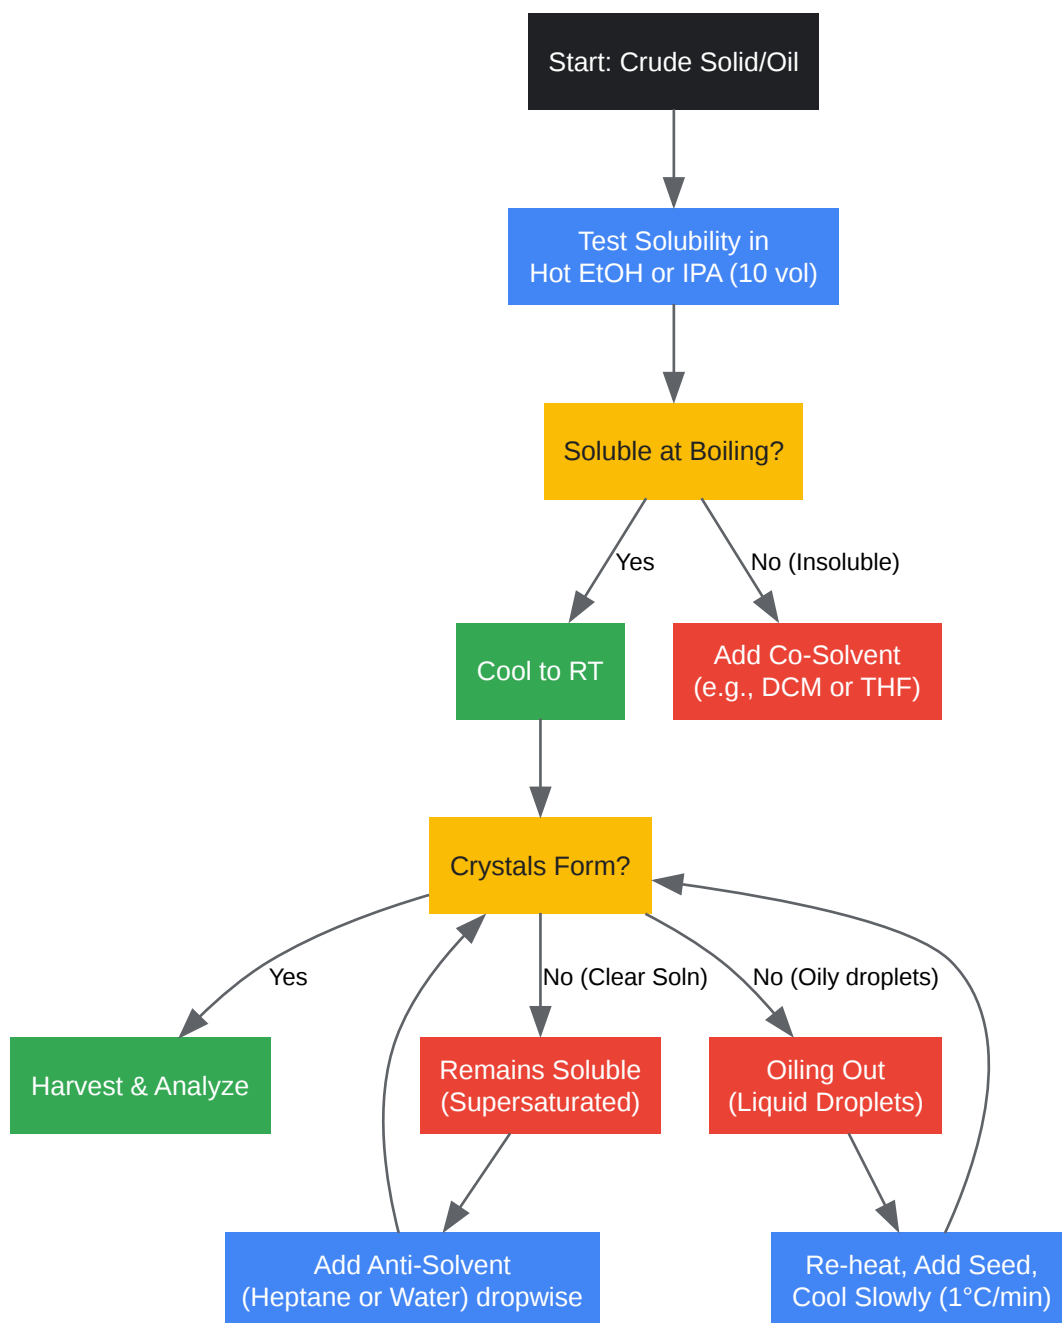 Start: Crude Solid/Oil
Test Solubility in
Hot EtOH or IPA (10 vol)
Soluble at Boiling?
Yes
No (Insoluble)
Cool to RT
Add Co-Solvent
(e.g., DCM or THF)
Crystals Form?
Yes
No (Clear Soln)
No (Oily droplets)
Harvest & Analyze
Remains Soluble
(Supersaturated)
Oiling Out
(Liquid Droplets)
Add Anti-Solvent
(Heptane or Water) dropwise
Re-heat, Add Seed,
Cool Slowly (1°C/min)